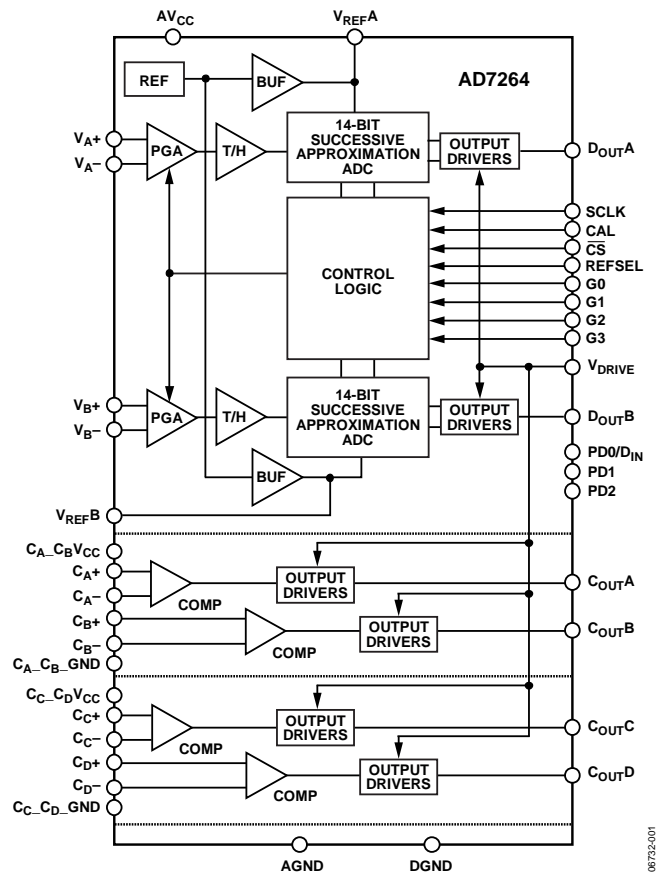 AVCC
VREFA
REF
BUF
AD7264
VA+
VA−
PGA
T/H
14-BIT
SUCCESSIVE
APPROXIMATION
ADC
OUTPUT
DRIVERS
DOUTA
SCLK
CAL
CS
REFSEL
G0
G1
G2
G3
CONTROL
LOGIC
VDRIVE
VB+
VB−
PGA
T/H
14-BIT
SUCCESSIVE
APPROXIMATION
ADC
OUTPUT
DRIVERS
DOUTB
PD0/DIN
PD1
PD2
BUF
VREFB
CA_CBVCC
CA+
CA−
COMP
OUTPUT
DRIVERS
COUTA
CB+
CB−
COMP
OUTPUT
DRIVERS
COUTB
CA_CB_GND
CC_CDVCC
CC+
CC−
COMP
OUTPUT
DRIVERS
COUTC
CD+
CD−
COMP
OUTPUT
DRIVERS
COUTD
CC_CD_GND
AGND
DGND
06732-001